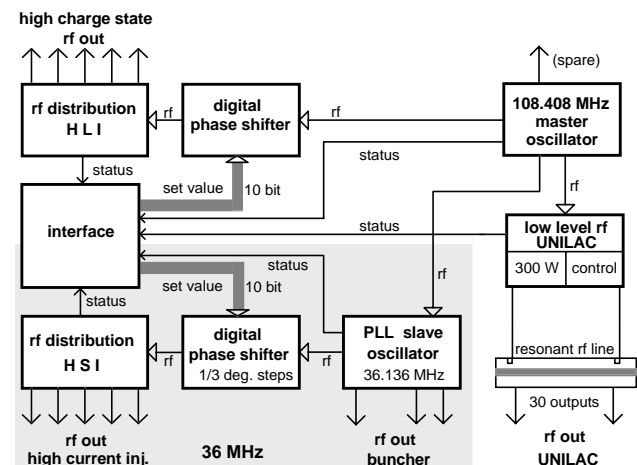 high charge state
rf out
(spare)
rf distribution
H L I
rf
digital
phase shifter
rf
108.408 MHz
master
oscillator
status
status
rf
set value
10 bit
interface
status
low level rf
UNILAC
300 W
control
status
set value
10 bit
rf
status
rf distribution
H S I
rf
digital
phase shifter
1/3 deg. steps
rf
PLL slave
oscillator
36.136 MHz
resonant rf line
30 outputs
rf out
high current inj.
36 MHz
rf out
buncher
rf out
UNILAC